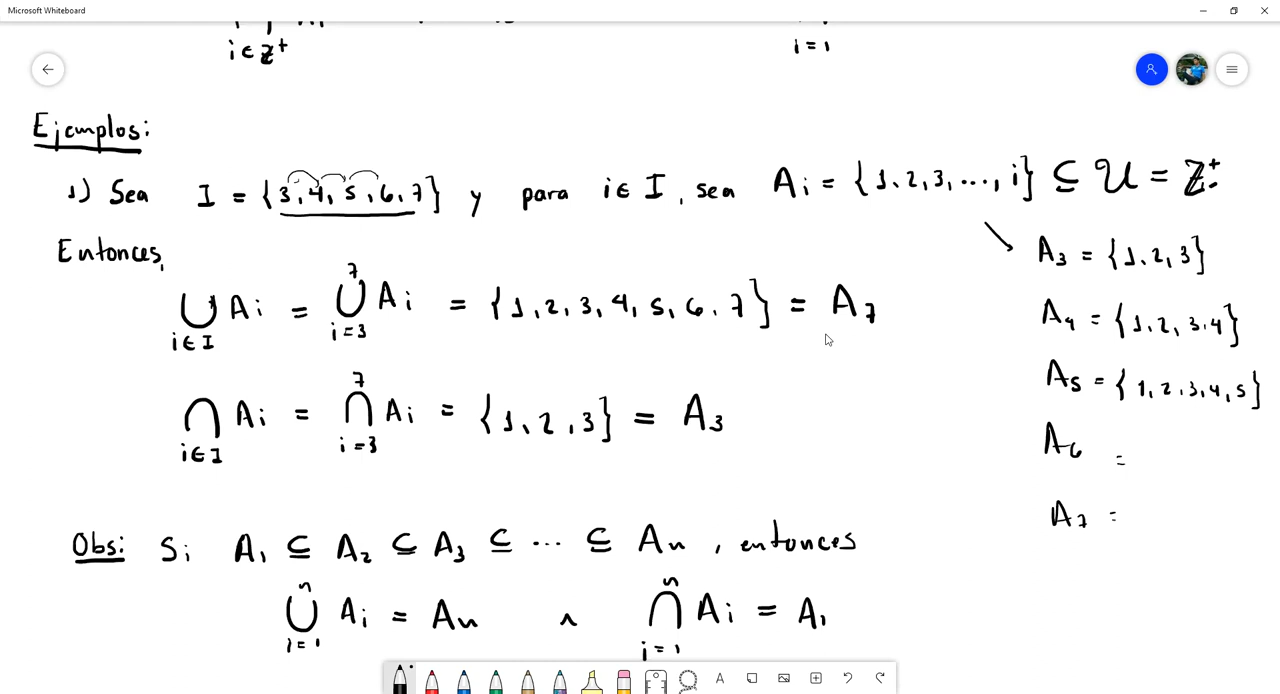 Microsoft Whiteboard
i ∈ Z⁺
i = 1
Ejemplos:
1) Sea I = {3, 4, 5, 6, 7} y para i ∈ I, sea Ai = {1, 2, 3, ..., i} ⊆ U = Z⁺.
Entonces,
A₃ = {1, 2, 3}
⋃ i∈I Ai = ⋃ i=3 7 Ai = {1, 2, 3, 4, 5, 6, 7} = A₇
A₄ = {1, 2, 3, 4}
A₅ = {1, 2, 3, 4, 5}
⋂ i∈I Ai = ⋂ i=3 7 Ai = {1, 2, 3} = A₃
A₆ =
A₇ =
Obs: Si A₁ ⊆ A₂ ⊆ A₃ ⊆ ... ⊆ An, entonces
⋃ i=1 n Ai = An ∧ ⋂ i=1 n Ai = A₁